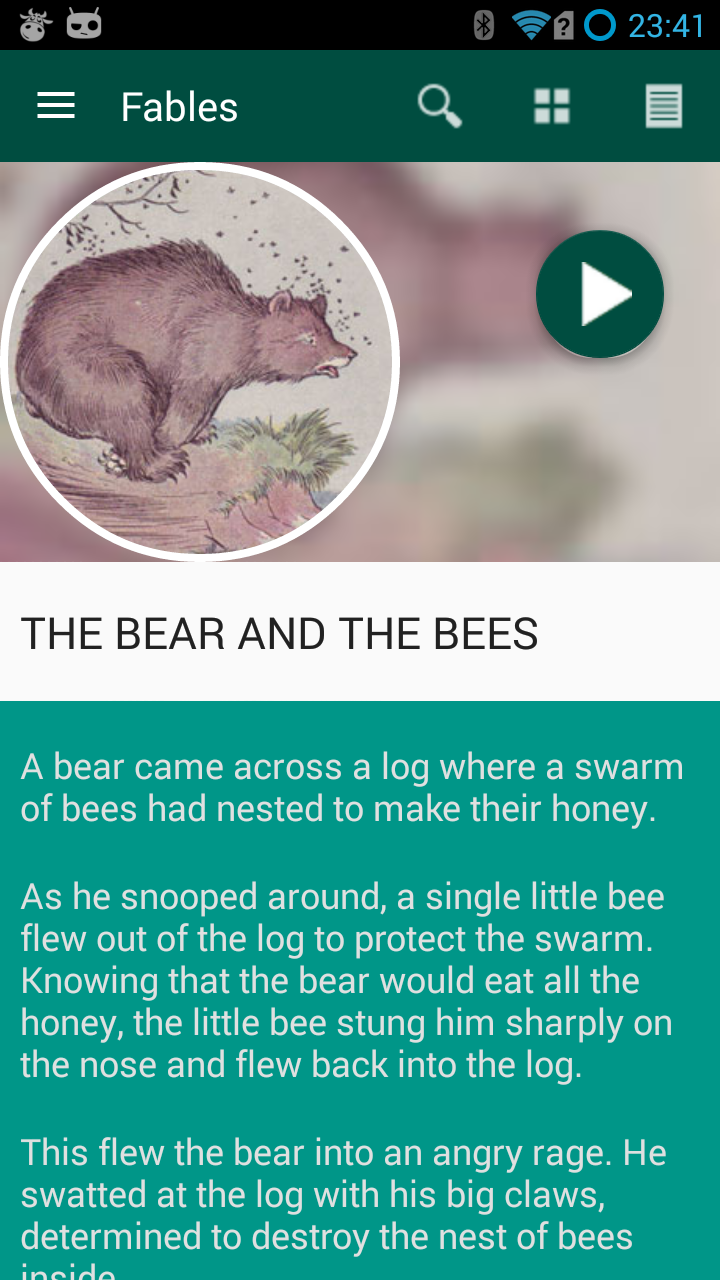 23:41
Fables
THE BEAR AND THE BEES
A bear came across a log where a swarm
of bees had nested to make their honey.
As he snooped around, a single little bee
flew out of the log to protect the swarm.
Knowing that the bear would eat all the
honey, the little bee stung him sharply on
the nose and flew back into the log.
This flew the bear into an angry rage. He
swatted at the log with his big claws,
determined to destroy the nest of bees
inside.